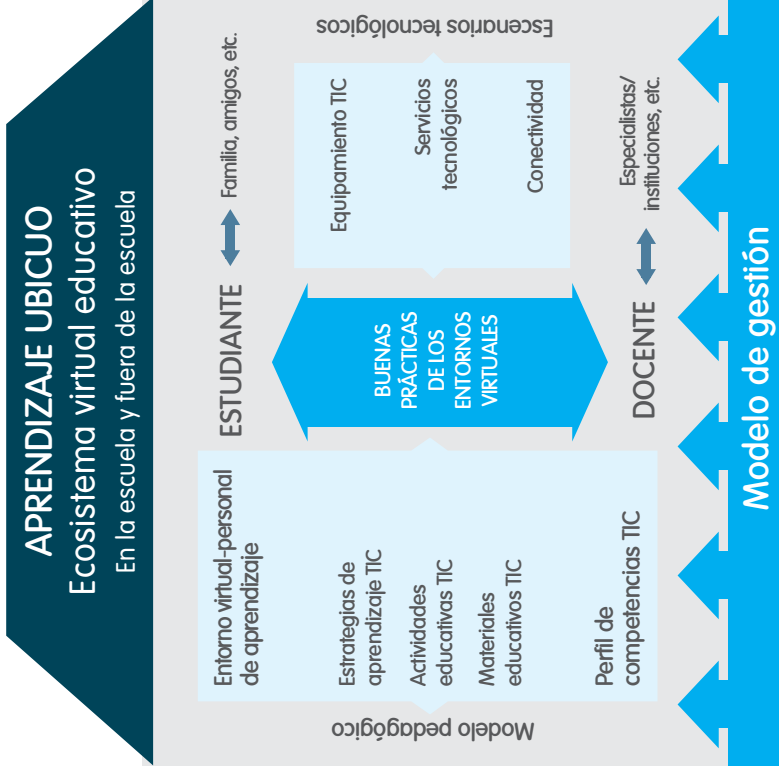 APRENDIZAJE UBICUO
Ecosistema virtual educativo
En la escuela y fuera de la escuela
Modelo pedagógico
Entorno virtual-personal
de aprendizaje
Estrategias de
aprendizaje TIC
Actividades
educativas TIC
Materiales
educativos TIC
Perfil de
competencias TIC
ESTUDIANTE
Familia, amigos, etc.
BUENAS
PRÁCTICAS
DE LOS
ENTORNOS
VIRTUALES
DOCENTE
Especialistas/
instituciones, etc.
Equipamiento TIC
Servicios
tecnológicos
Conectividad
Escenarios tecnológicos
Modelo de gestión